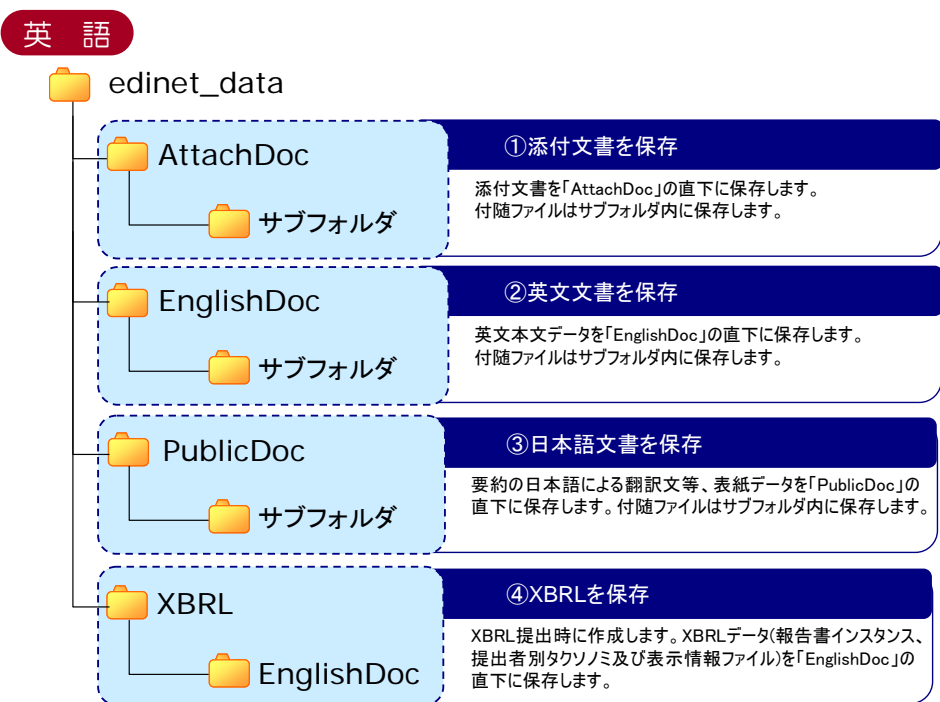 英 語
edinet_data
AttachDoc
サブフォルダ
①添付文書を保存
添付文書を「AttachDoc」の直下に保存します。
付随ファイルはサブフォルダ内に保存します。
EnglishDoc
サブフォルダ
②英文文書を保存
英文本文データを「EnglishDoc」の直下に保存します。
付随ファイルはサブフォルダ内に保存します。
PublicDoc
サブフォルダ
③日本語文書を保存
要約の日本語による翻訳文等、表紙データを「PublicDoc」の
直下に保存します。付随ファイルはサブフォルダ内に保存します。
XBRL
EnglishDoc
④XBRLを保存
XBRL提出時に作成します。XBRLデータ(報告書インスタンス、
提出者別タクソノミ及び表示情報ファイル)を「EnglishDoc」の
直下に保存します。